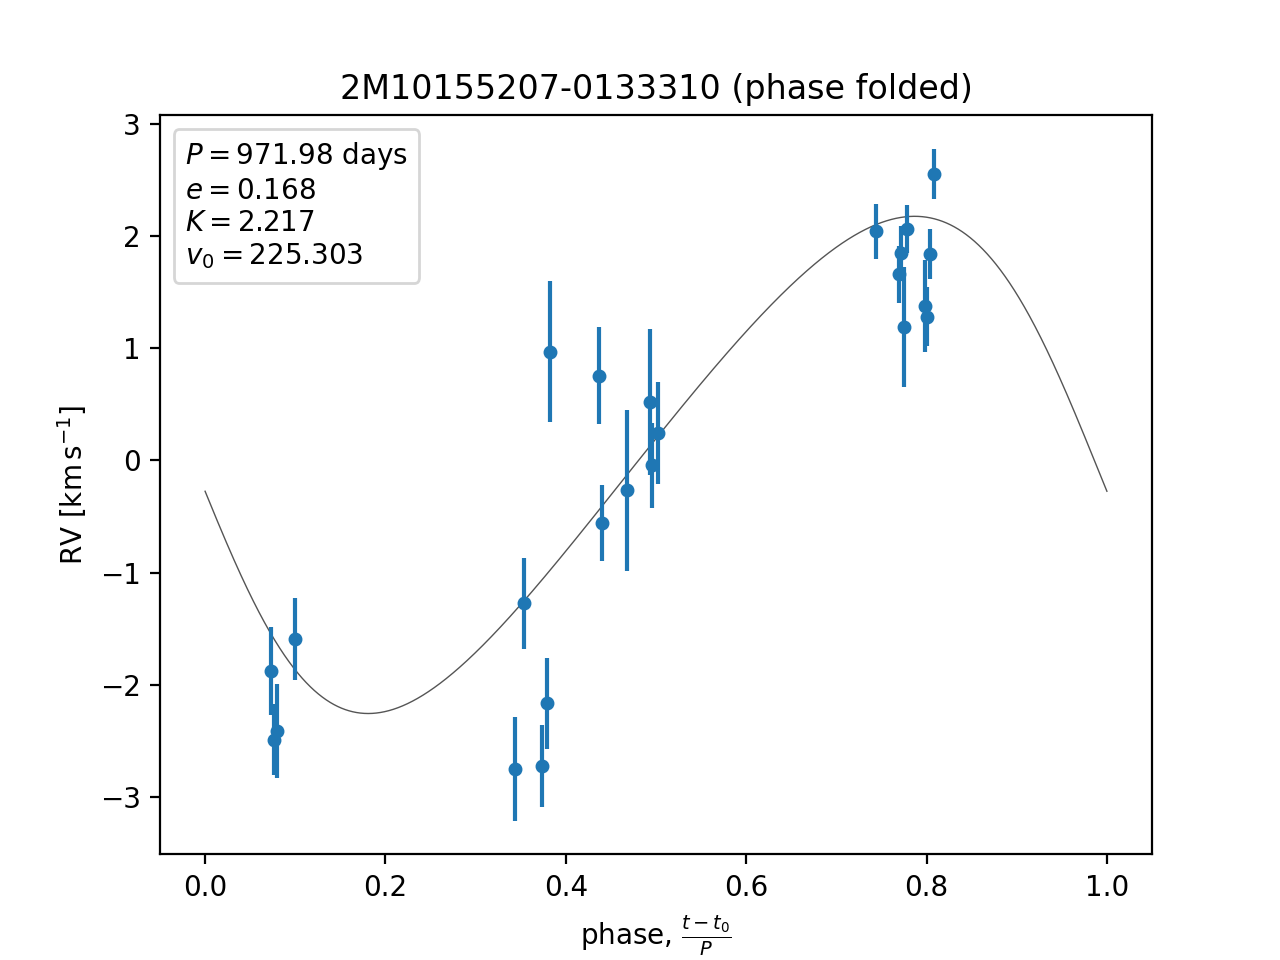 2M10155207-0133310 (phase folded)
P = 971.98 days
e = 0.168
K = 2.217
v₀ = 225.303
3
2
1
0
−1
−2
−3
RV [km s⁻¹]
0.0 0.2 0.4 0.6 0.8 1.0
phase, (t − t₀)/P